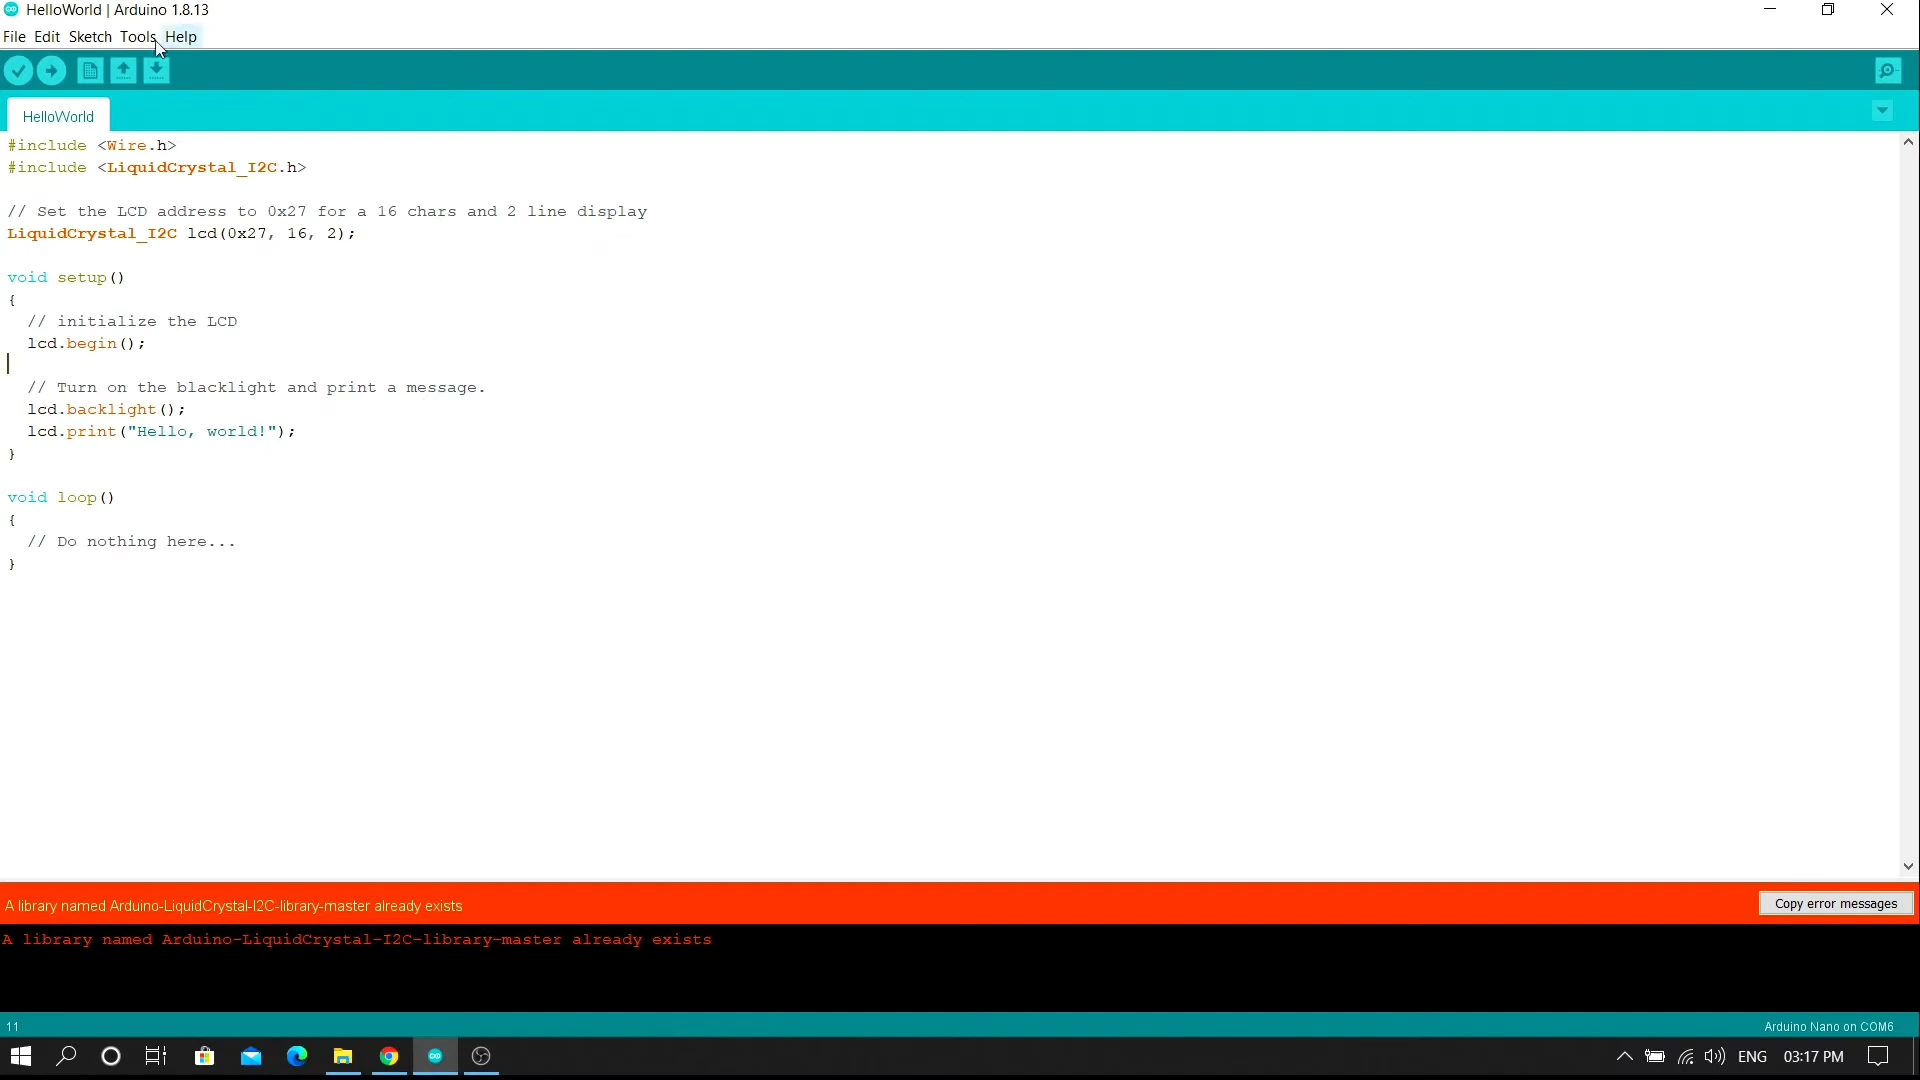 HelloWorld | Arduino 1.8.13
File Edit Sketch Tools Help
HelloWorld
#include <Wire.h>
#include <LiquidCrystal_I2C.h>
// Set the LCD address to 0x27 for a 16 chars and 2 line display
LiquidCrystal_I2C lcd(0x27, 16, 2);
void setup()
{
// initialize the LCD
lcd.begin();
// Turn on the blacklight and print a message.
lcd.backlight();
lcd.print("Hello, world!");
}
void loop()
{
// Do nothing here...
}
A library named Arduino-LiquidCrystal-I2C-library-master already exists
Copy error messages
A library named Arduino-LiquidCrystal-I2C-library-master already exists
11
Arduino Nano on COM6
ENG 03:17 PM